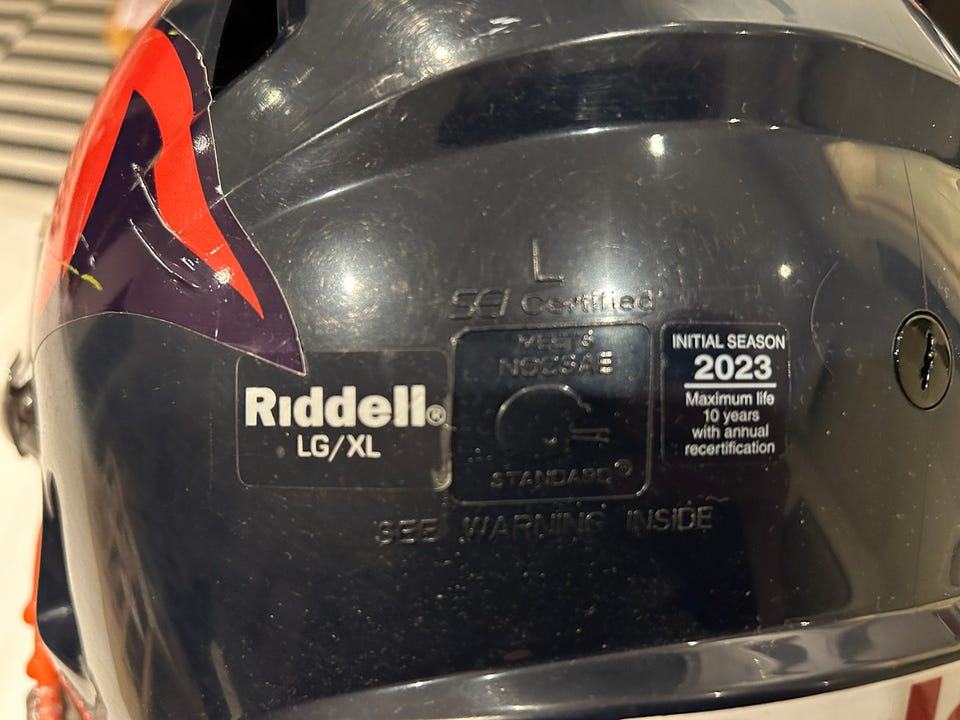 L
SEI Certified
Riddell®
LG/XL
MEETS
NOCSAE
STANDARD®
INITIAL SEASON
2023
Maximum life
10 years
with annual
recertification
SEE WARNING INSIDE